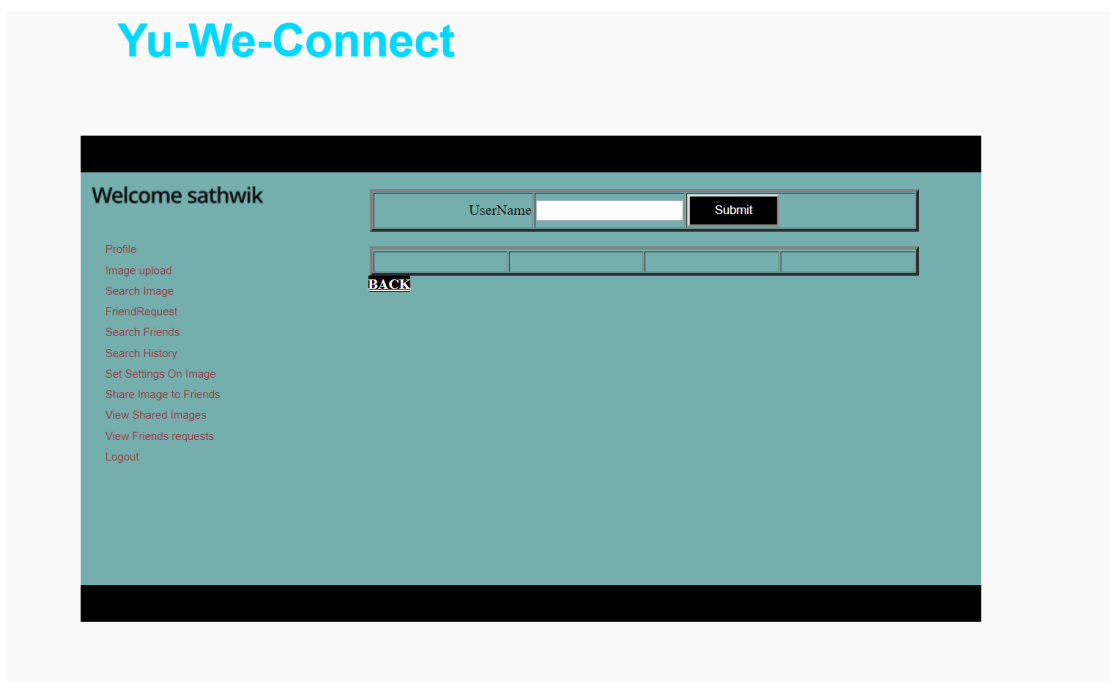 Yu-We-Connect
Welcome sathwik
UserName Submit
Profile
Image upload
Search Image
FriendRequest
Search Friends
Search History
Set Settings On Image
Share Image to Friends
View Shared Images
View Friends requests
Logout
BACK